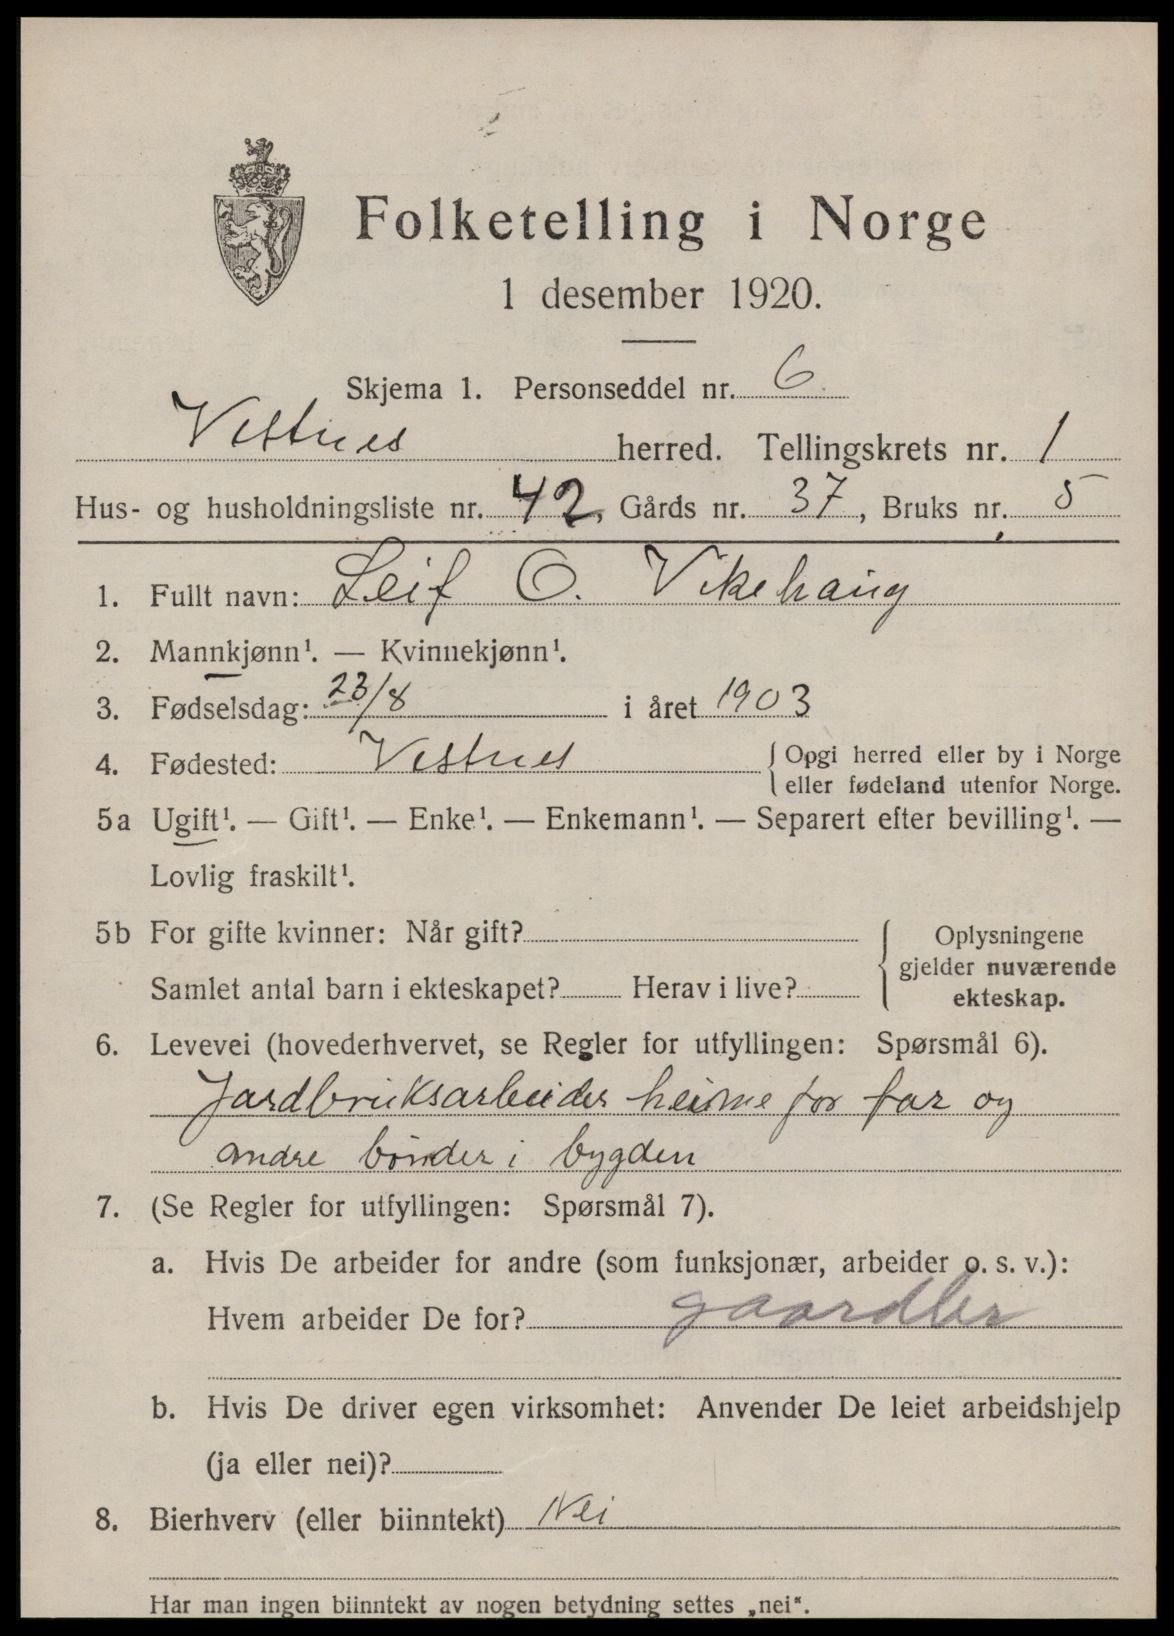 Folketelling i Norge
1 desember 1920.
Skjema 1. Personseddel nr. 6
Vestnes herred. Tellingskrets nr. 1
Hus- og husholdningsliste nr. 42, Gårds nr. 37, Bruks nr. 5
1. Fullt navn: Leif O. Vikehaug
2. Mannkjønn¹. — Kvinnekjønn¹.
3. Fødselsdag: 23/8 i året 1903
4. Fødested: Vestnes { Opgi herred eller by i Norge
eller fødeland utenfor Norge.
5a Ugift¹. — Gift¹. — Enke¹. — Enkemann¹. — Separert efter bevilling¹. —
Lovlig fraskilt¹.
5b For gifte kvinner: Når gift?
Samlet antal barn i ekteskapet? Herav i live?
{ Oplysningene
gjelder nuværende
ekteskap.
6. Levevei (hovederhvervet, se Regler for utfyllingen: Spørsmål 6).
Jordbruksarbeider heime for far og
andre bønder i bygden
7. (Se Regler for utfyllingen: Spørsmål 7).
a. Hvis De arbeider for andre (som funksjonær, arbeider o. s. v.):
Hvem arbeider De for? gaardbr
b. Hvis De driver egen virksomhet: Anvender De leiet arbeidshjelp
(ja eller nei)?
8. Bierhverv (eller biinntekt) Nei
Har man ingen biinntekt av nogen betydning settes „nei“.